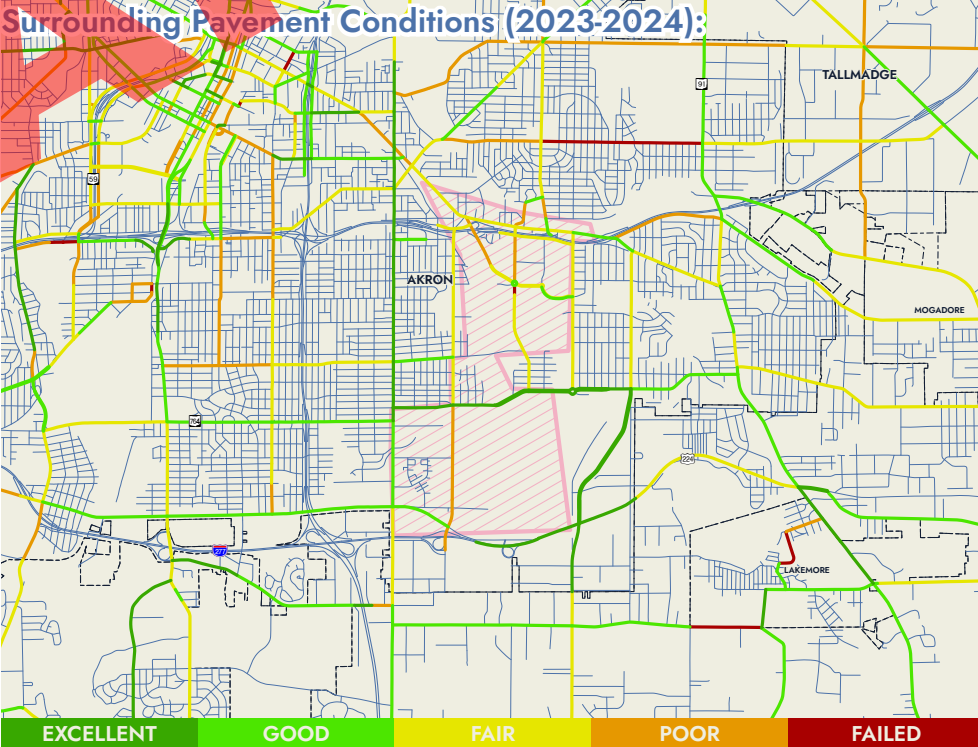 Surrounding Pavement Conditions (2023-2024):
91
TALLMADGE
59
AKRON
MOGADORE
764
224
277
LAKEMORE
EXCELLENT GOOD FAIR POOR FAILED